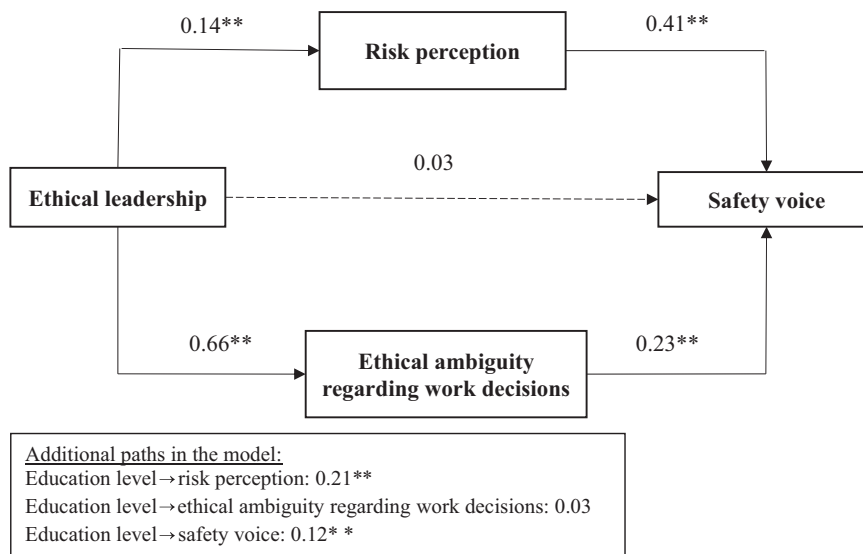 0.14**
Risk perception
0.41**
Ethical leadership
0.03
Safety voice
0.66**
Ethical ambiguity
regarding work decisions
0.23**
Additional paths in the model:
Education level→risk perception: 0.21**
Education level→ethical ambiguity regarding work decisions: 0.03
Education level→safety voice: 0.12* *